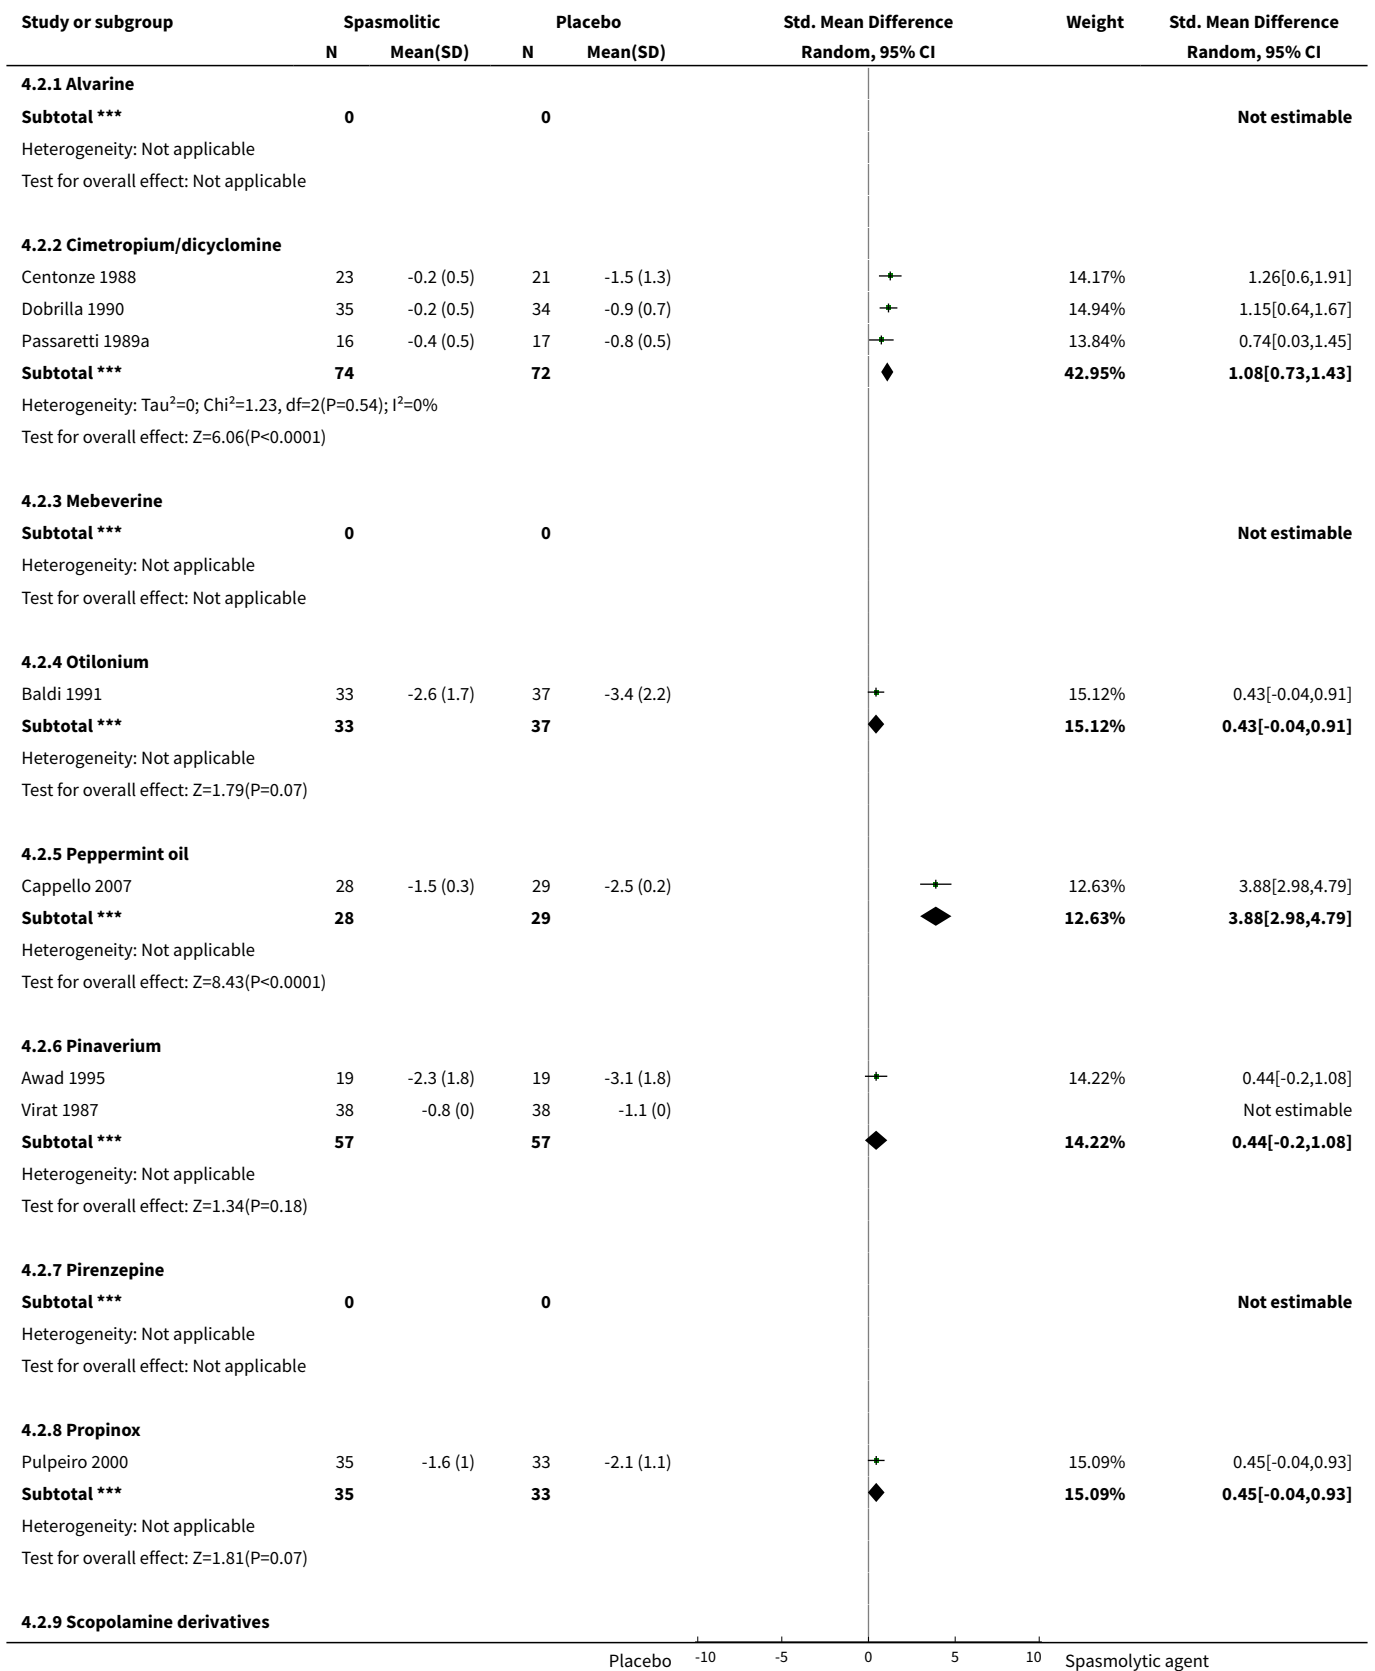 Study or subgroup Spasmolitic Placebo Std. Mean Difference Weight Std. Mean Difference
N Mean(SD) N Mean(SD) Random, 95% CI Random, 95% CI
4.2.1 Alvarine
Subtotal *** 0 0 Not estimable
Heterogeneity: Not applicable
Test for overall effect: Not applicable
4.2.2 Cimetropium/dicyclomine
Centonze 1988 23 -0.2 (0.5) 21 -1.5 (1.3) 14.17% 1.26[0.6,1.91]
Dobrilla 1990 35 -0.2 (0.5) 34 -0.9 (0.7) 14.94% 1.15[0.64,1.67]
Passaretti 1989a 16 -0.4 (0.5) 17 -0.8 (0.5) 13.84% 0.74[0.03,1.45]
Subtotal *** 74 72 42.95% 1.08[0.73,1.43]
Heterogeneity: Tau²=0; Chi²=1.23, df=2(P=0.54); I²=0%
Test for overall effect: Z=6.06(P<0.0001)
4.2.3 Mebeverine
Subtotal *** 0 0 Not estimable
Heterogeneity: Not applicable
Test for overall effect: Not applicable
4.2.4 Otilonium
Baldi 1991 33 -2.6 (1.7) 37 -3.4 (2.2) 15.12% 0.43[-0.04,0.91]
Subtotal *** 33 37 15.12% 0.43[-0.04,0.91]
Heterogeneity: Not applicable
Test for overall effect: Z=1.79(P=0.07)
4.2.5 Peppermint oil
Cappello 2007 28 -1.5 (0.3) 29 -2.5 (0.2) 12.63% 3.88[2.98,4.79]
Subtotal *** 28 29 12.63% 3.88[2.98,4.79]
Heterogeneity: Not applicable
Test for overall effect: Z=8.43(P<0.0001)
4.2.6 Pinaverium
Awad 1995 19 -2.3 (1.8) 19 -3.1 (1.8) 14.22% 0.44[-0.2,1.08]
Virat 1987 38 -0.8 (0) 38 -1.1 (0) Not estimable
Subtotal *** 57 57 14.22% 0.44[-0.2,1.08]
Heterogeneity: Not applicable
Test for overall effect: Z=1.34(P=0.18)
4.2.7 Pirenzepine
Subtotal *** 0 0 Not estimable
Heterogeneity: Not applicable
Test for overall effect: Not applicable
4.2.8 Propinox
Pulpeiro 2000 35 -1.6 (1) 33 -2.1 (1.1) 15.09% 0.45[-0.04,0.93]
Subtotal *** 35 33 15.09% 0.45[-0.04,0.93]
Heterogeneity: Not applicable
Test for overall effect: Z=1.81(P=0.07)
4.2.9 Scopolamine derivatives
Placebo -10 -5 0 5 10 Spasmolytic agent